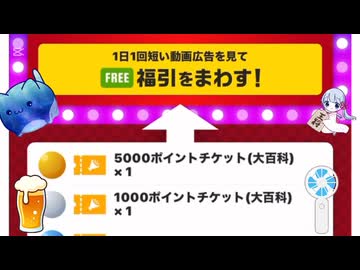 1日1回短い動画広告を見て
FREE 福引をまわす!
5000ポイントチケット(大百科)
×1
1000ポイントチケット(大百科)
×1